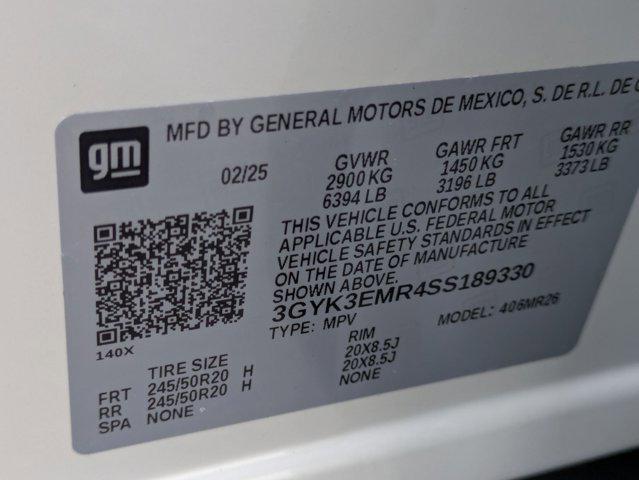 gm
MFD BY GENERAL MOTORS DE MEXICO, S. DE R.L. DE
02/25
GVWR
2900 KG
6394 LB
GAWR FRT
1450 KG
3196 LB
GAWR RR
1530 KG
3373 LB
THIS VEHICLE CONFORMS TO ALL
APPLICABLE U.S. FEDERAL MOTOR
VEHICLE SAFETY STANDARDS IN EFFECT
ON THE DATE OF MANUFACTURE
SHOWN ABOVE.
3GYK3EMR4SS189330
TYPE: MPV
MODEL: 406MR26
140X
TIRE SIZE
RIM
FRT 245/50R20 H 20X8.5J
RR 245/50R20 H 20X8.5J
SPA NONE NONE